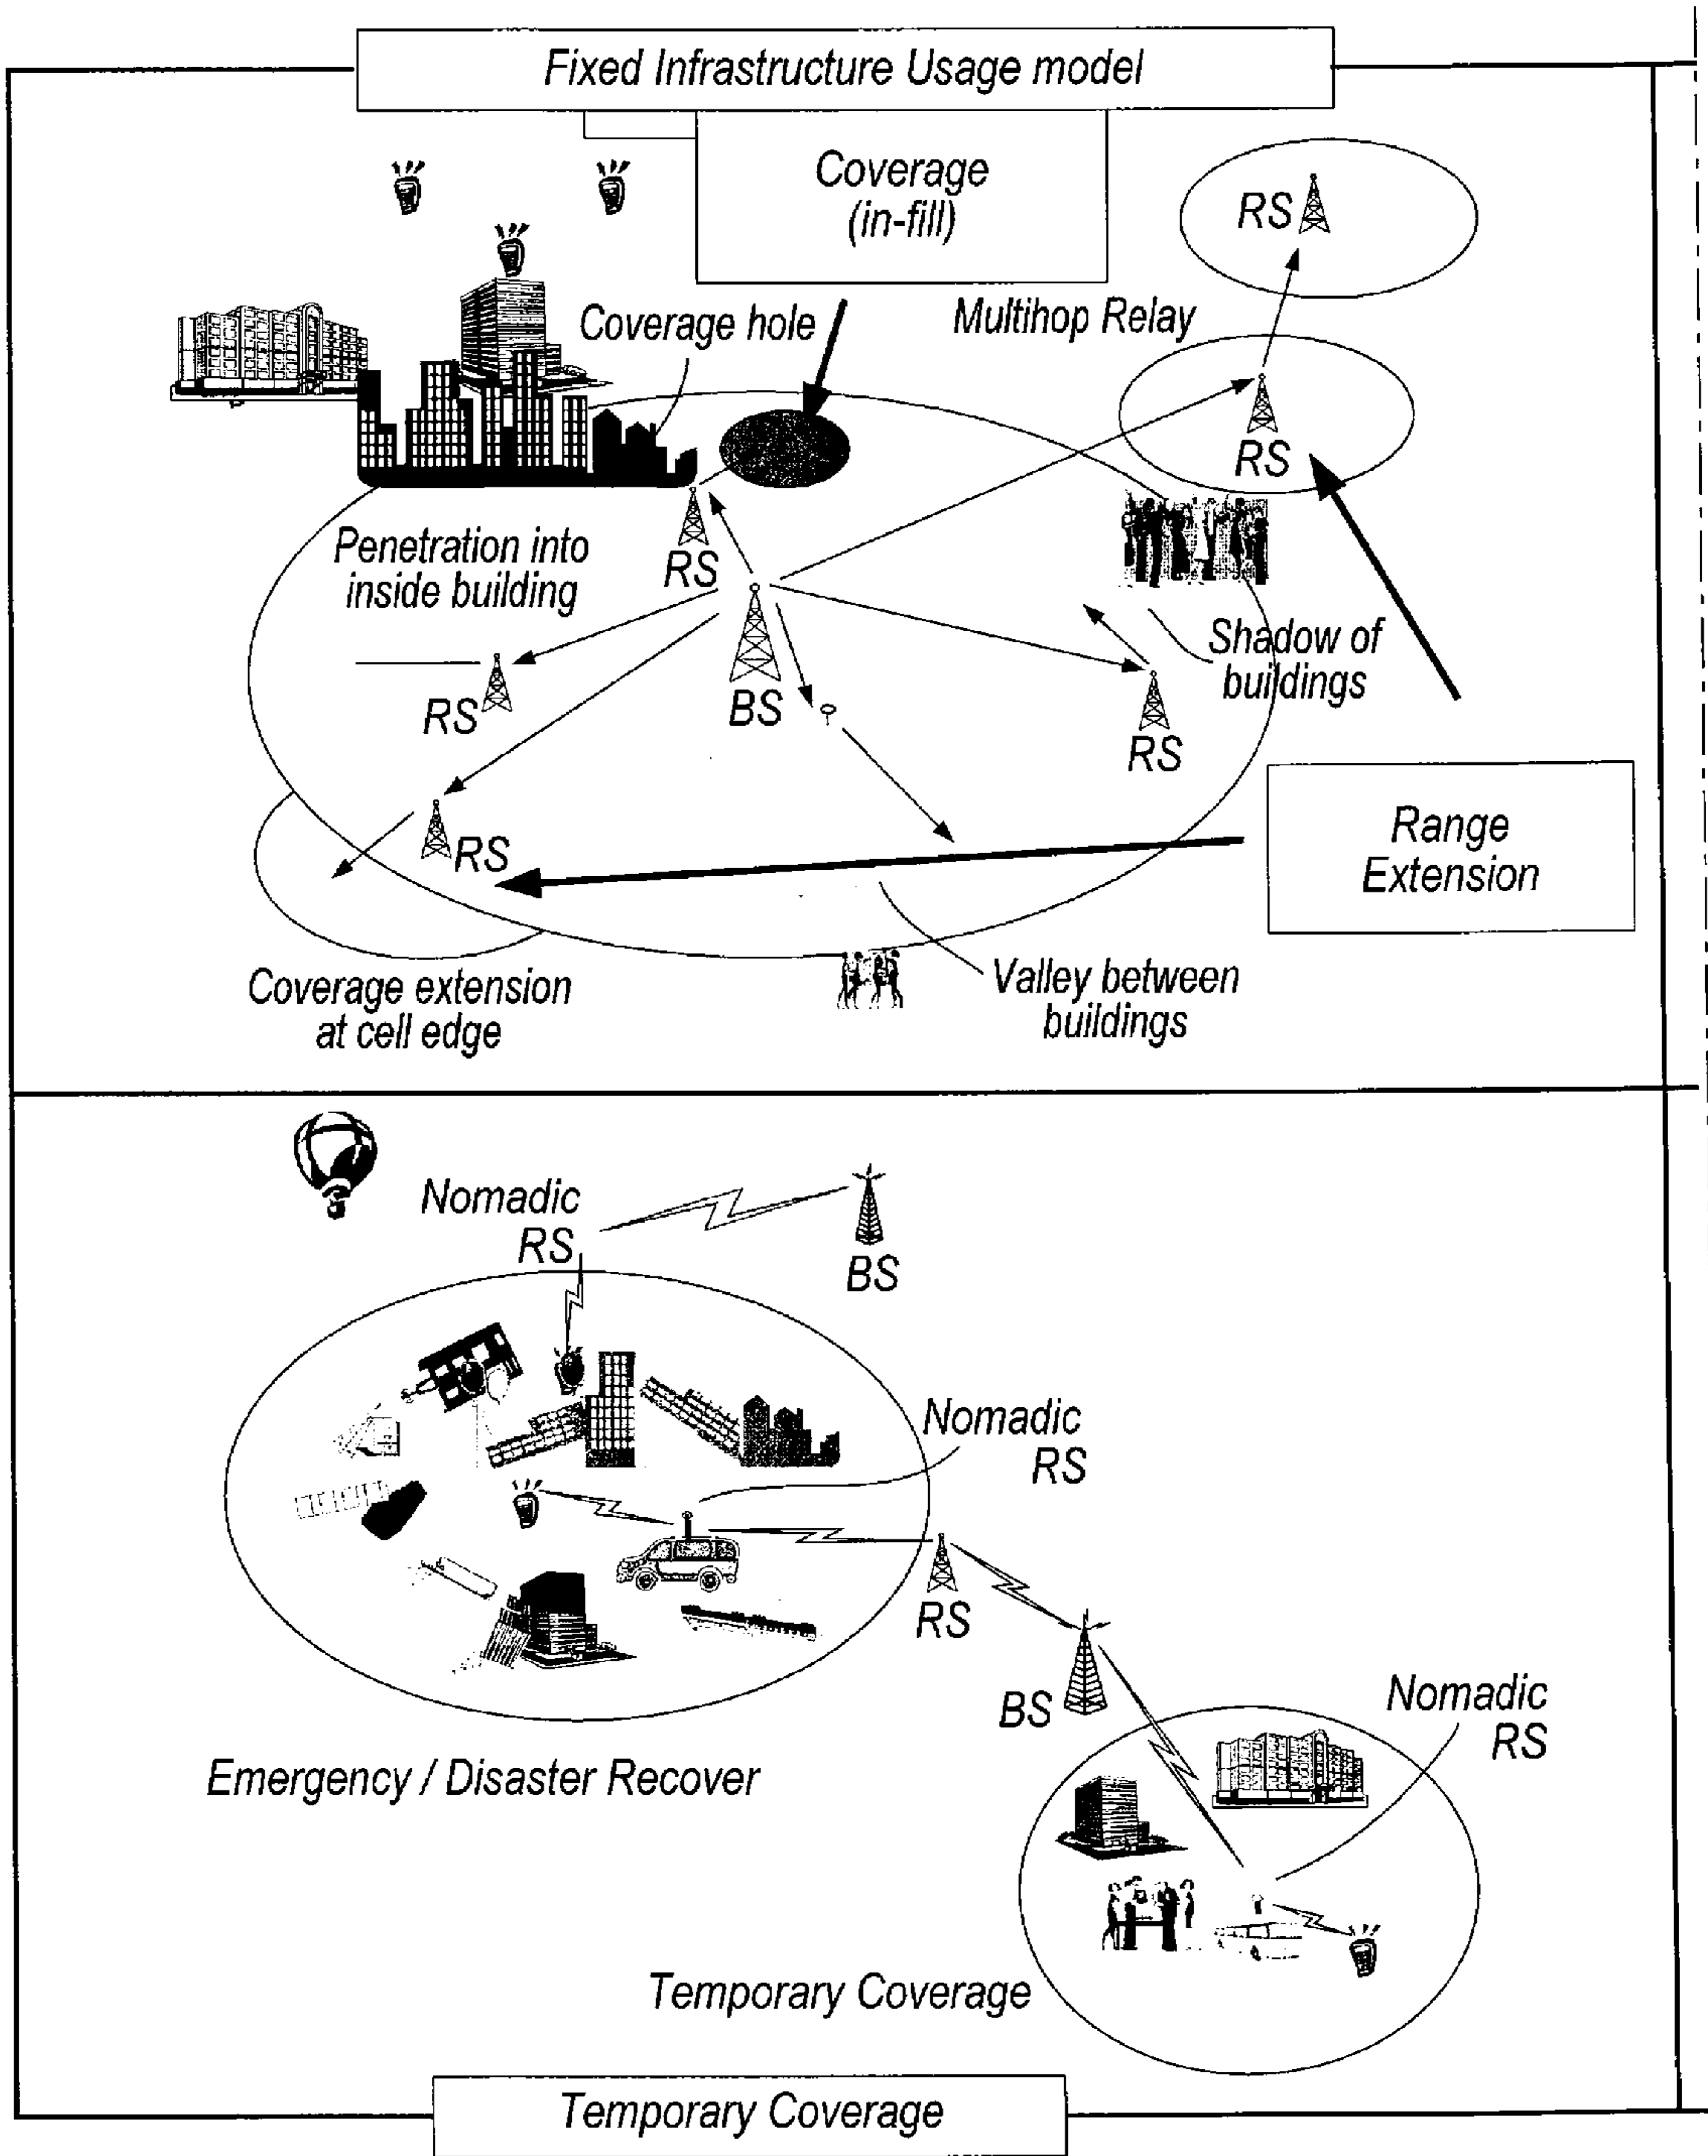 Fixed Infrastructure Usage model
Coverage
(in-fill)
RS
Coverage hole
Multihop Relay
RS
Penetration into
inside building
RS
Shadow of
buildings
RS
BS
RS
RS
Range
Extension
Coverage extension
at cell edge
Valley between
buildings
Nomadic
RS
BS
Nomadic
RS
RS
BS
Nomadic
RS
Emergency / Disaster Recover
Temporary Coverage
Temporary Coverage